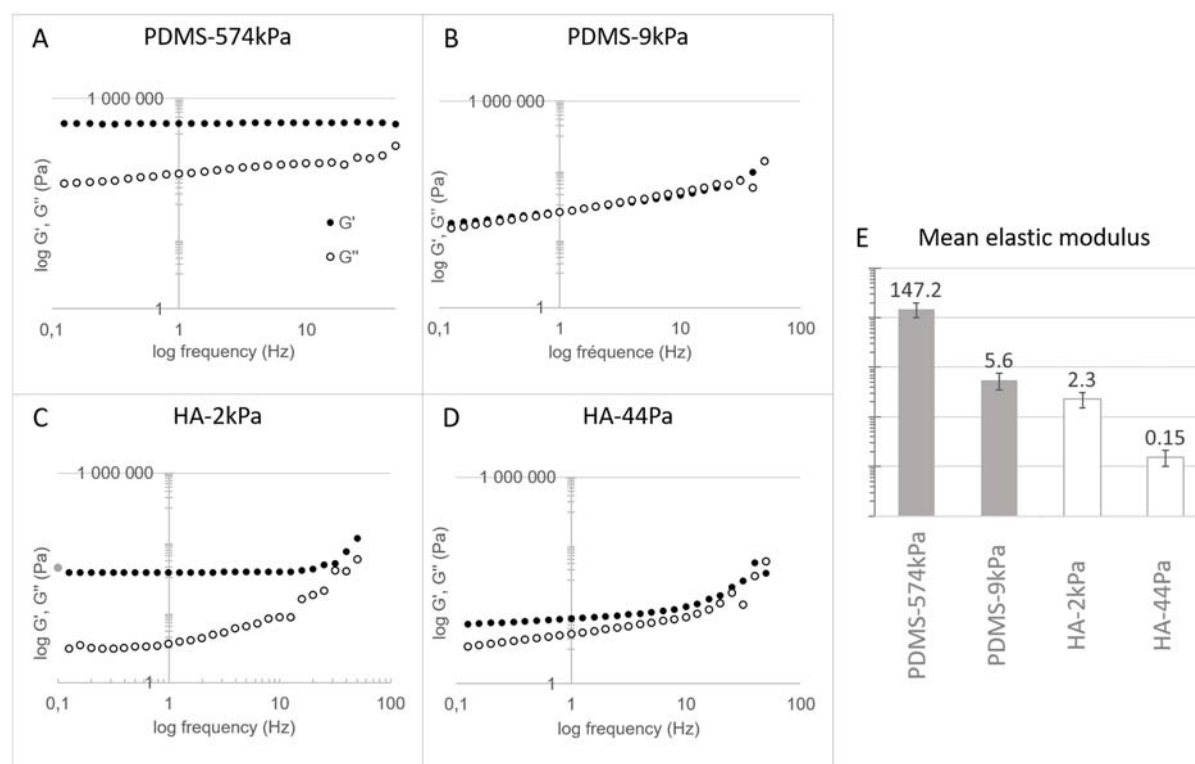 A PDMS-574kPa
1 000 000
log G', G'' (Pa)
G'
G''
1
0,1 1 10
log frequency (Hz)
B PDMS-9kPa
1 000 000
log G', G'' (Pa)
1
0,1 1 10 100
log fréquence (Hz)
C HA-2kPa
1 000 000
log G', G'' (Pa)
1
0,1 1 10 100
log frequency (Hz)
D HA-44Pa
1 000 000
log G', G'' (Pa)
1
0,1 1 10 100
log frequency (Hz)
E Mean elastic modulus
147.2
5.6
2.3
0.15
PDMS-574kPa
PDMS-9kPa
HA-2kPa
HA-44Pa